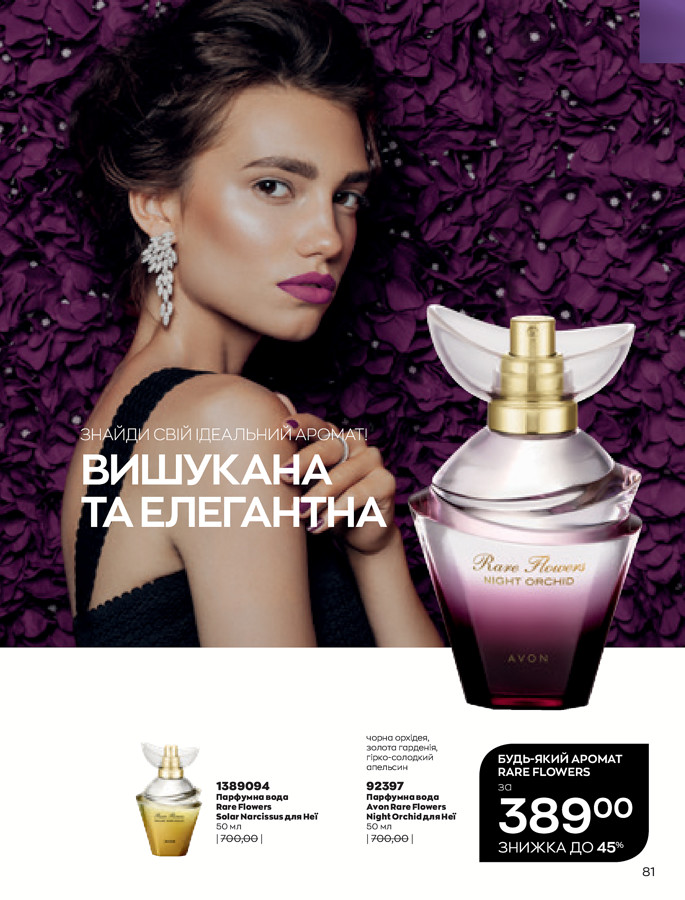 ЗНАЙДИ СВІЙ ІДЕАЛЬНИЙ АРОМАТ!
ВИШУКАНА
ТА ЕЛЕГАНТНА
Rare Flowers
NIGHT ORCHID
AVON
1389094
Парфумна вода
Rare Flowers
Solar Narcissus для Неї
50 мл
| 700,00 |
чорна орхідея,
золота гарденія,
гірко-солодкий
апельсин
92397
Парфумна вода
Avon Rare Flowers
Night Orchid для Неї
50 мл
| 700,00 |
БУДЬ-ЯКИЙ АРОМАТ
RARE FLOWERS
за
389⁰⁰
ЗНИЖКА ДО 45%
81